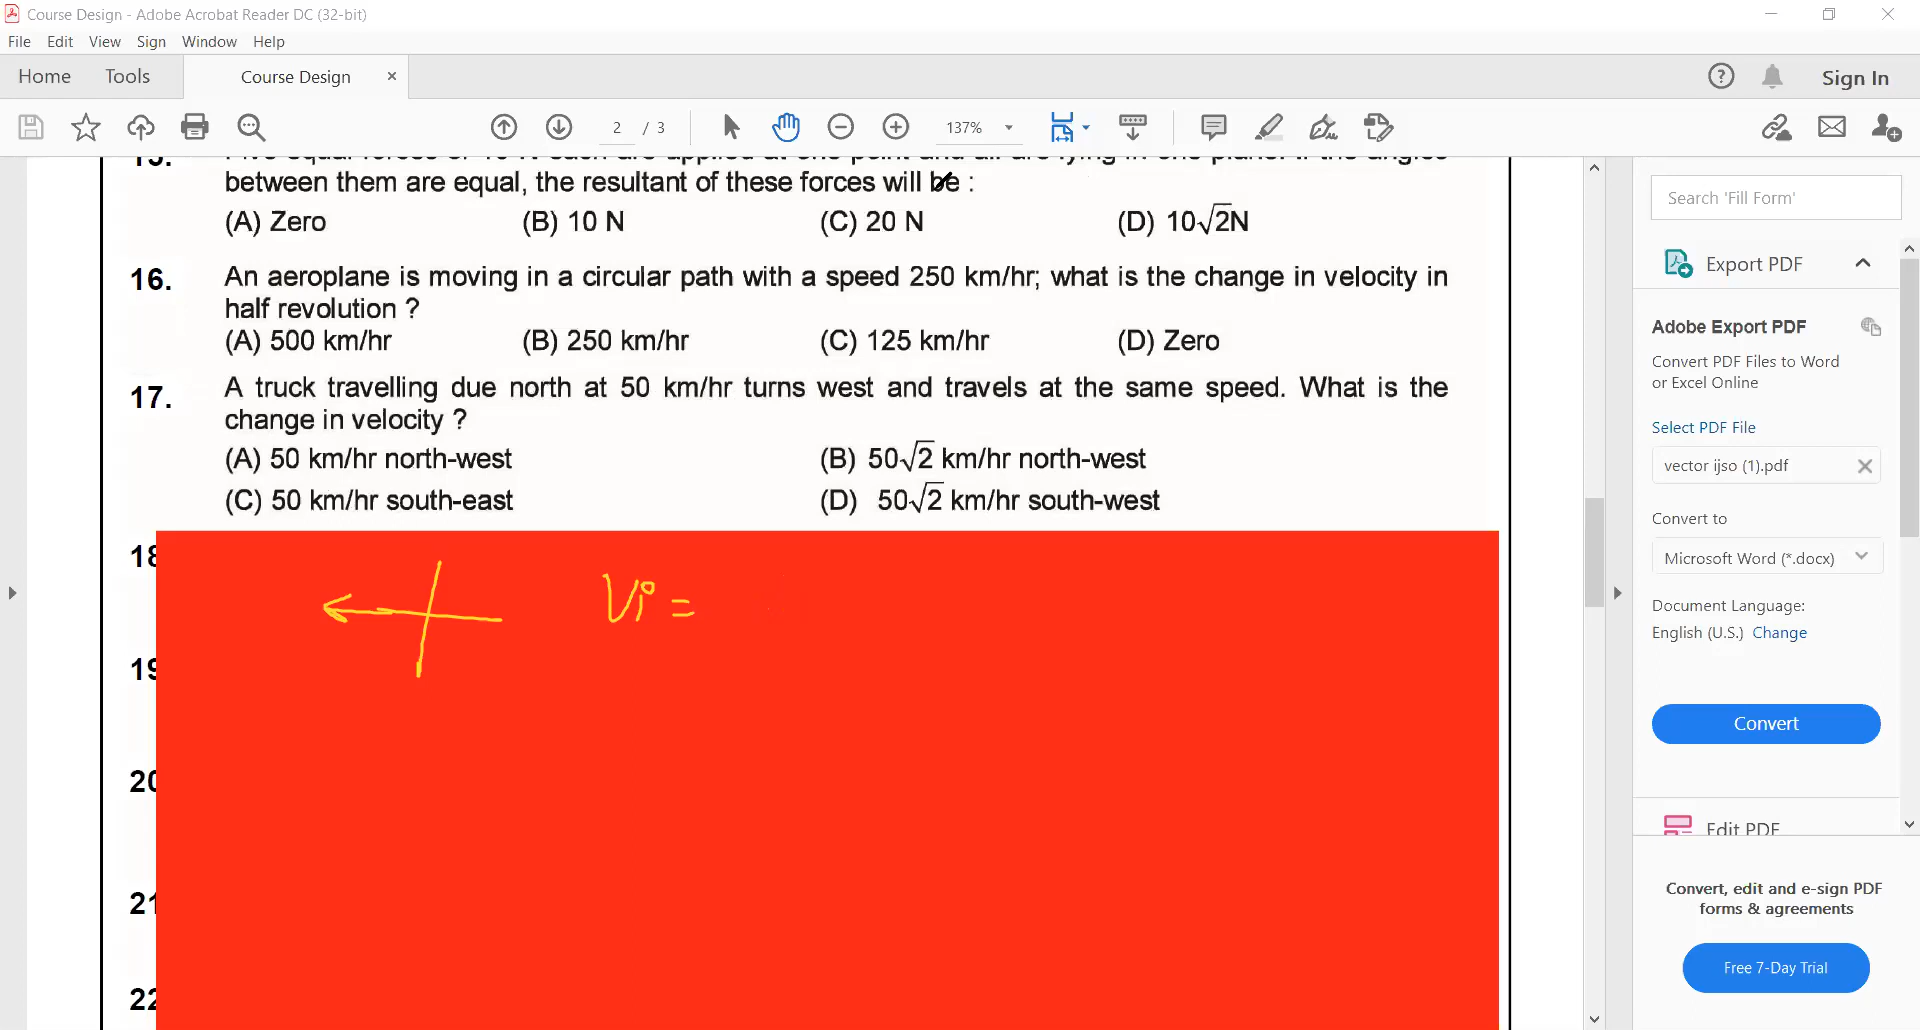 Course Design - Adobe Acrobat Reader DC (32-bit)
File Edit View Sign Window Help
Home Tools Course Design × ? Sign In
2 / 3 137%
between them are equal, the resultant of these forces will be :
(A) Zero (B) 10 N (C) 20 N (D) 10√2N
16. An aeroplane is moving in a circular path with a speed 250 km/hr; what is the change in velocity in
half revolution ?
(A) 500 km/hr (B) 250 km/hr (C) 125 km/hr (D) Zero
17. A truck travelling due north at 50 km/hr turns west and travels at the same speed. What is the
change in velocity ?
(A) 50 km/hr north-west (B) 50√2 km/hr north-west
(C) 50 km/hr south-east (D) 50√2 km/hr south-west
18
Vi =
19
20
21
22
Search 'Fill Form'
Export PDF
Adobe Export PDF
Convert PDF Files to Word
or Excel Online
Select PDF File
vector ijso (1).pdf
Convert to
Microsoft Word (*.docx)
Document Language:
English (U.S.) Change
Convert
Edit PDF
Convert, edit and e-sign PDF
forms & agreements
Free 7-Day Trial